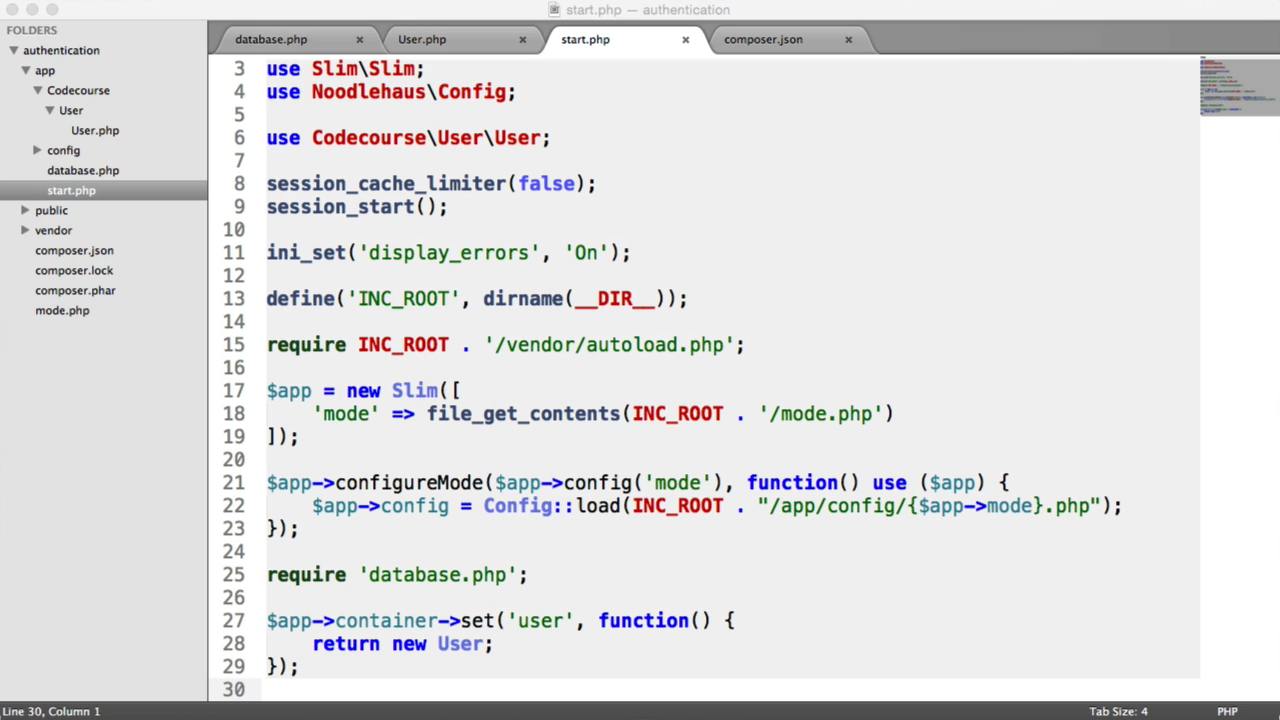 start.php — authentication
FOLDERS
authentication
app
Codecourse
User
User.php
config
database.php
start.php
public
vendor
composer.json
composer.lock
composer.phar
mode.php
database.php × User.php × start.php × composer.json ×
3 use Slim\Slim;
4 use Noodlehaus\Config;
5
6 use Codecourse\User\User;
7
8 session_cache_limiter(false);
9 session_start();
10
11 ini_set('display_errors', 'On');
12
13 define('INC_ROOT', dirname(__DIR__));
14
15 require INC_ROOT . '/vendor/autoload.php';
16
17 $app = new Slim([
18     'mode' => file_get_contents(INC_ROOT . '/mode.php')
19 ]);
20
21 $app->configureMode($app->config('mode'), function() use ($app) {
22     $app->config = Config::load(INC_ROOT . "/app/config/{$app->mode}.php");
23 });
24
25 require 'database.php';
26
27 $app->container->set('user', function() {
28     return new User;
29 });
30
Line 30, Column 1
Tab Size: 4
PHP